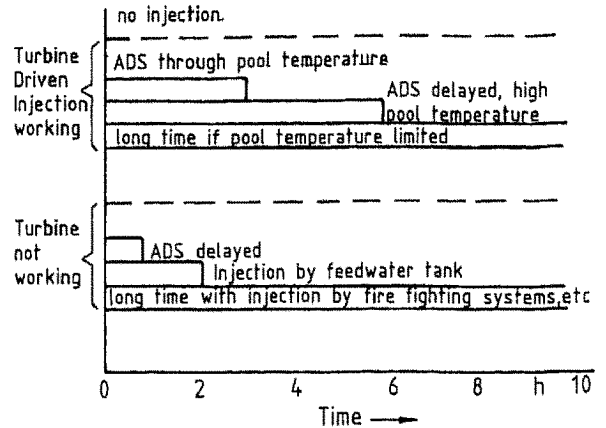 no injection.
Turbine
Driven
Injection
working
ADS through pool temperature
ADS delayed, high
pool temperature
long time if pool temperature limited
Turbine
not
working
ADS delayed
Injection by feedwater tank
long time with injection by fire fighting systems,etc
0 2 4 6 8 h 10
Time